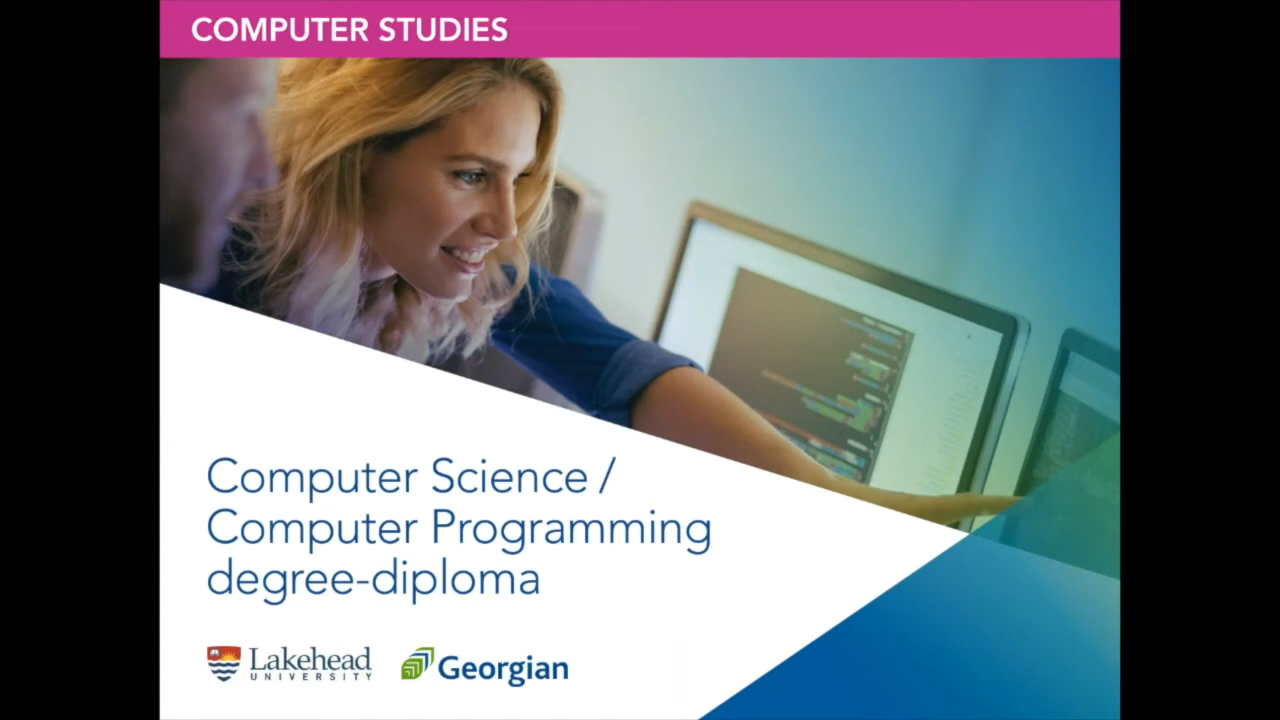 COMPUTER STUDIES
Computer Science /
Computer Programming
degree-diploma
Lakehead
UNIVERSITY
Georgian